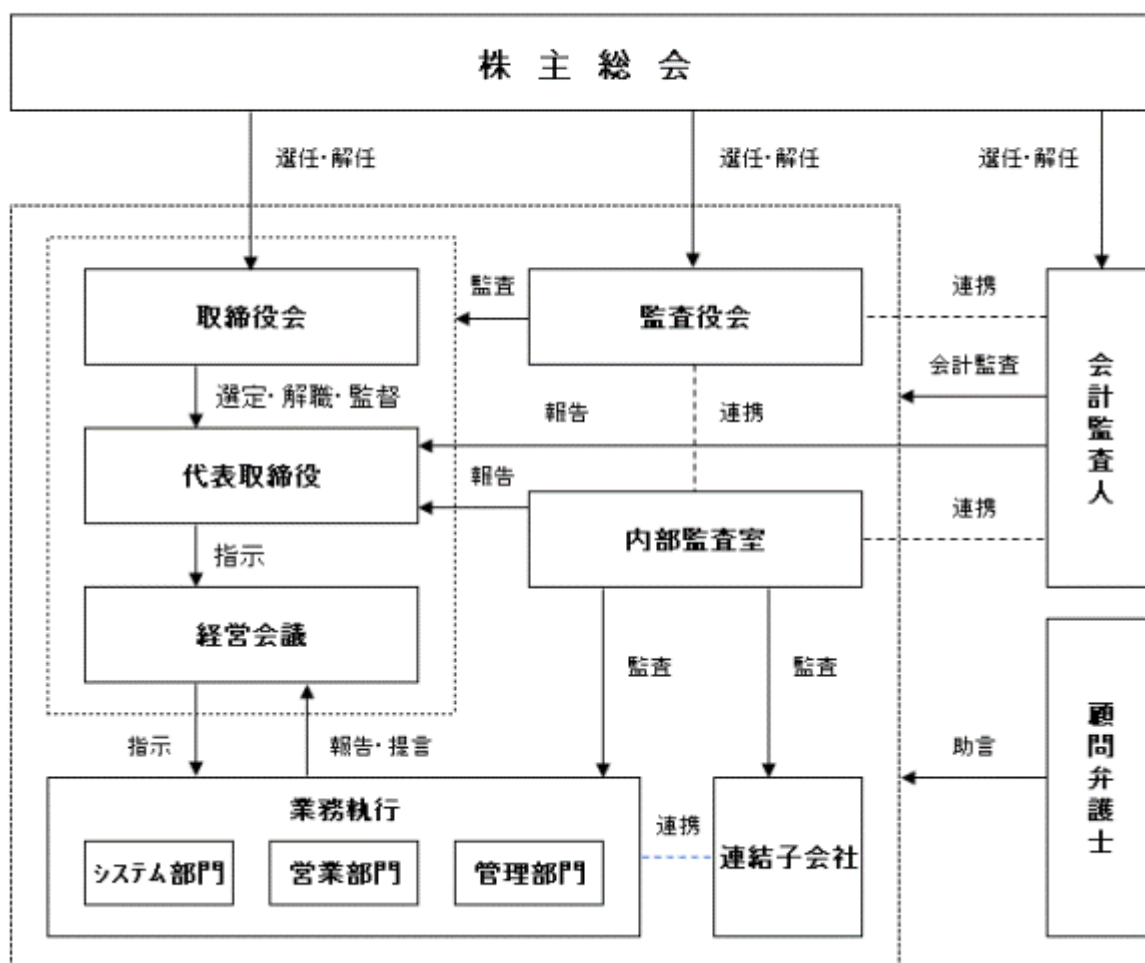 株主総会
選任・解任
選任・解任
選任・解任
取締役会
監査
監査役会
連携
会計監査
会計監査人
選定・解職・監督
報告
連携
代表取締役
報告
内部監査室
連携
指示
経営会議
監査
監査
顧問弁護士
指示
報告・提言
助言
業務執行
システム部門
営業部門
管理部門
連携
連結子会社